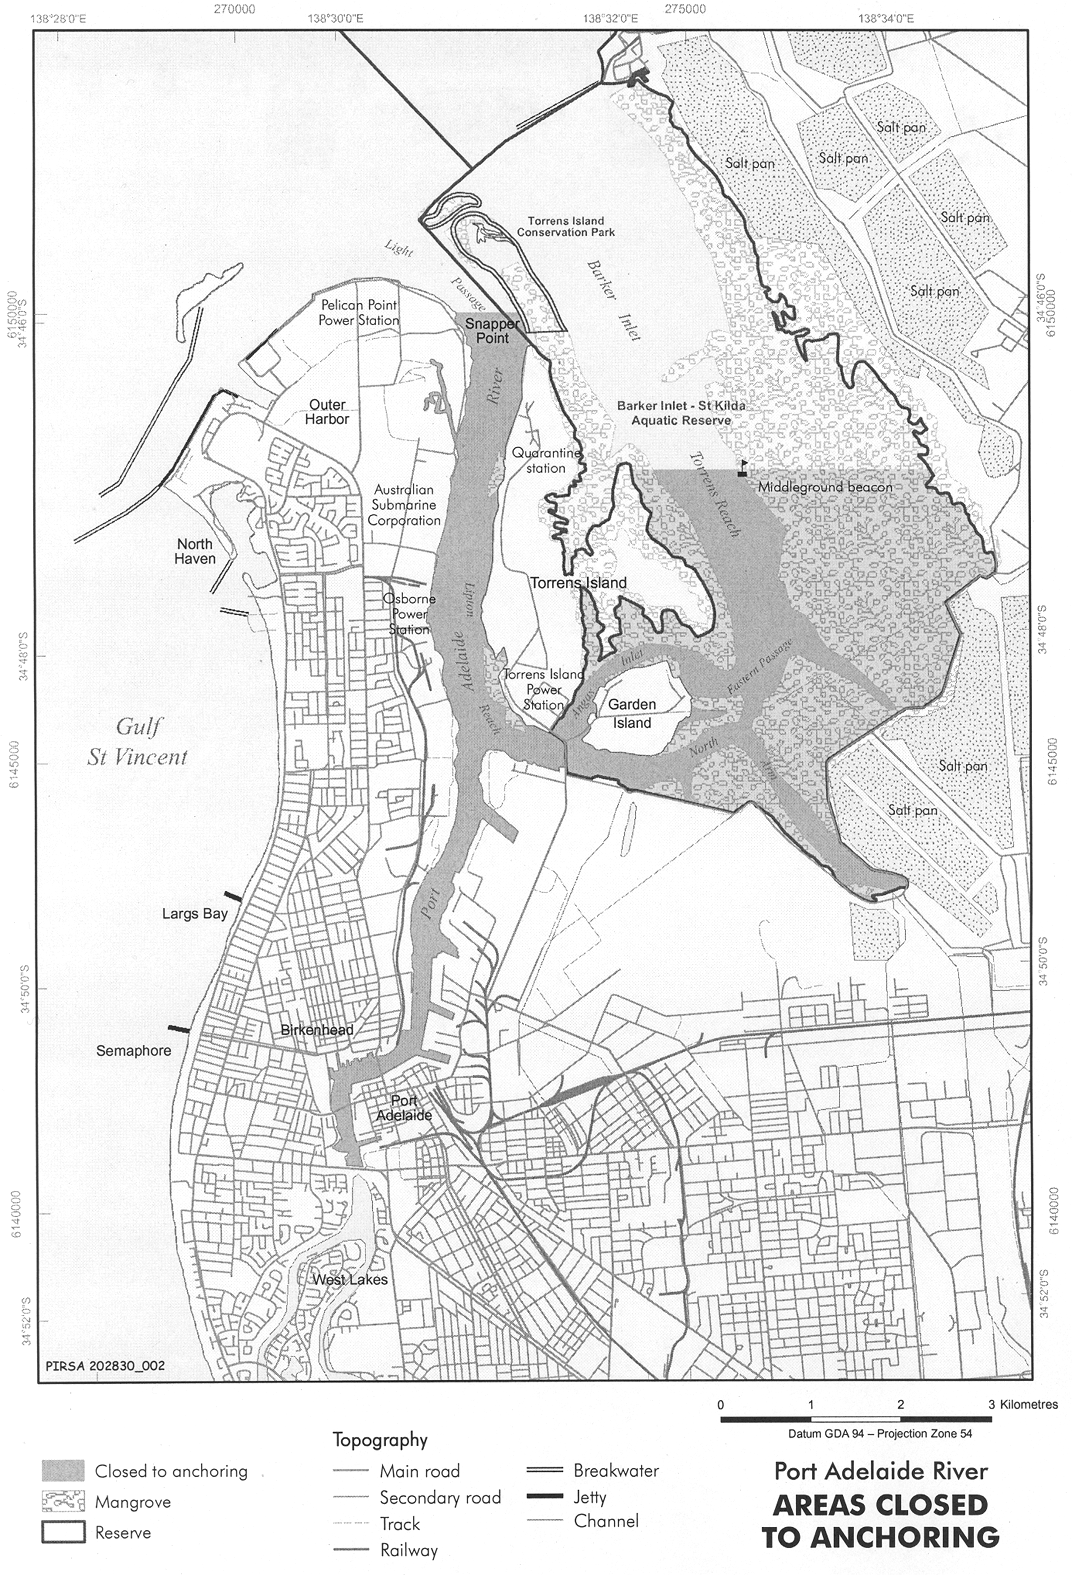 270000
275000
138°28'0"E
138°30'0"E
138°32'0"E
138°34'0"E
Salt pan
Salt pan
Salt pan
Salt pan
Salt pan
Torrens Island
Conservation Park
Light
Passage
Barker
Inlet
6150000
34°46'0"S
34°46'0"S
6150000
Pelican Point
Power Station
Snapper
Point
River
Outer
Harbor
Barker Inlet - St Kilda
Aquatic Reserve
Quarantine
station
Torrens Reach
Middleground beacon
Australian
Submarine
Corporation
North
Haven
Torrens Island
Osborne
Power
Station
Lipson
Adelaide
Reach
34°48'0"S
34°48'0"S
Inlet
Angas
Eastern Passage
Torrens Island
Power
Station
Garden
Island
North
Arm
Gulf
St Vincent
6145000
6145000
Salt pan
Salt pan
Port
Largs Bay
34°50'0"S
34°50'0"S
Birkenhead
Semaphore
Port
Adelaide
6140000
6140000
West Lakes
34°52'0"S
34°52'0"S
PIRSA 202830_002
0 1 2 3 Kilometres
Datum GDA 94 – Projection Zone 54
Closed to anchoring
Mangrove
Reserve
Topography
Main road
Secondary road
Track
Railway
Breakwater
Jetty
Channel
Port Adelaide River
AREAS CLOSED
TO ANCHORING